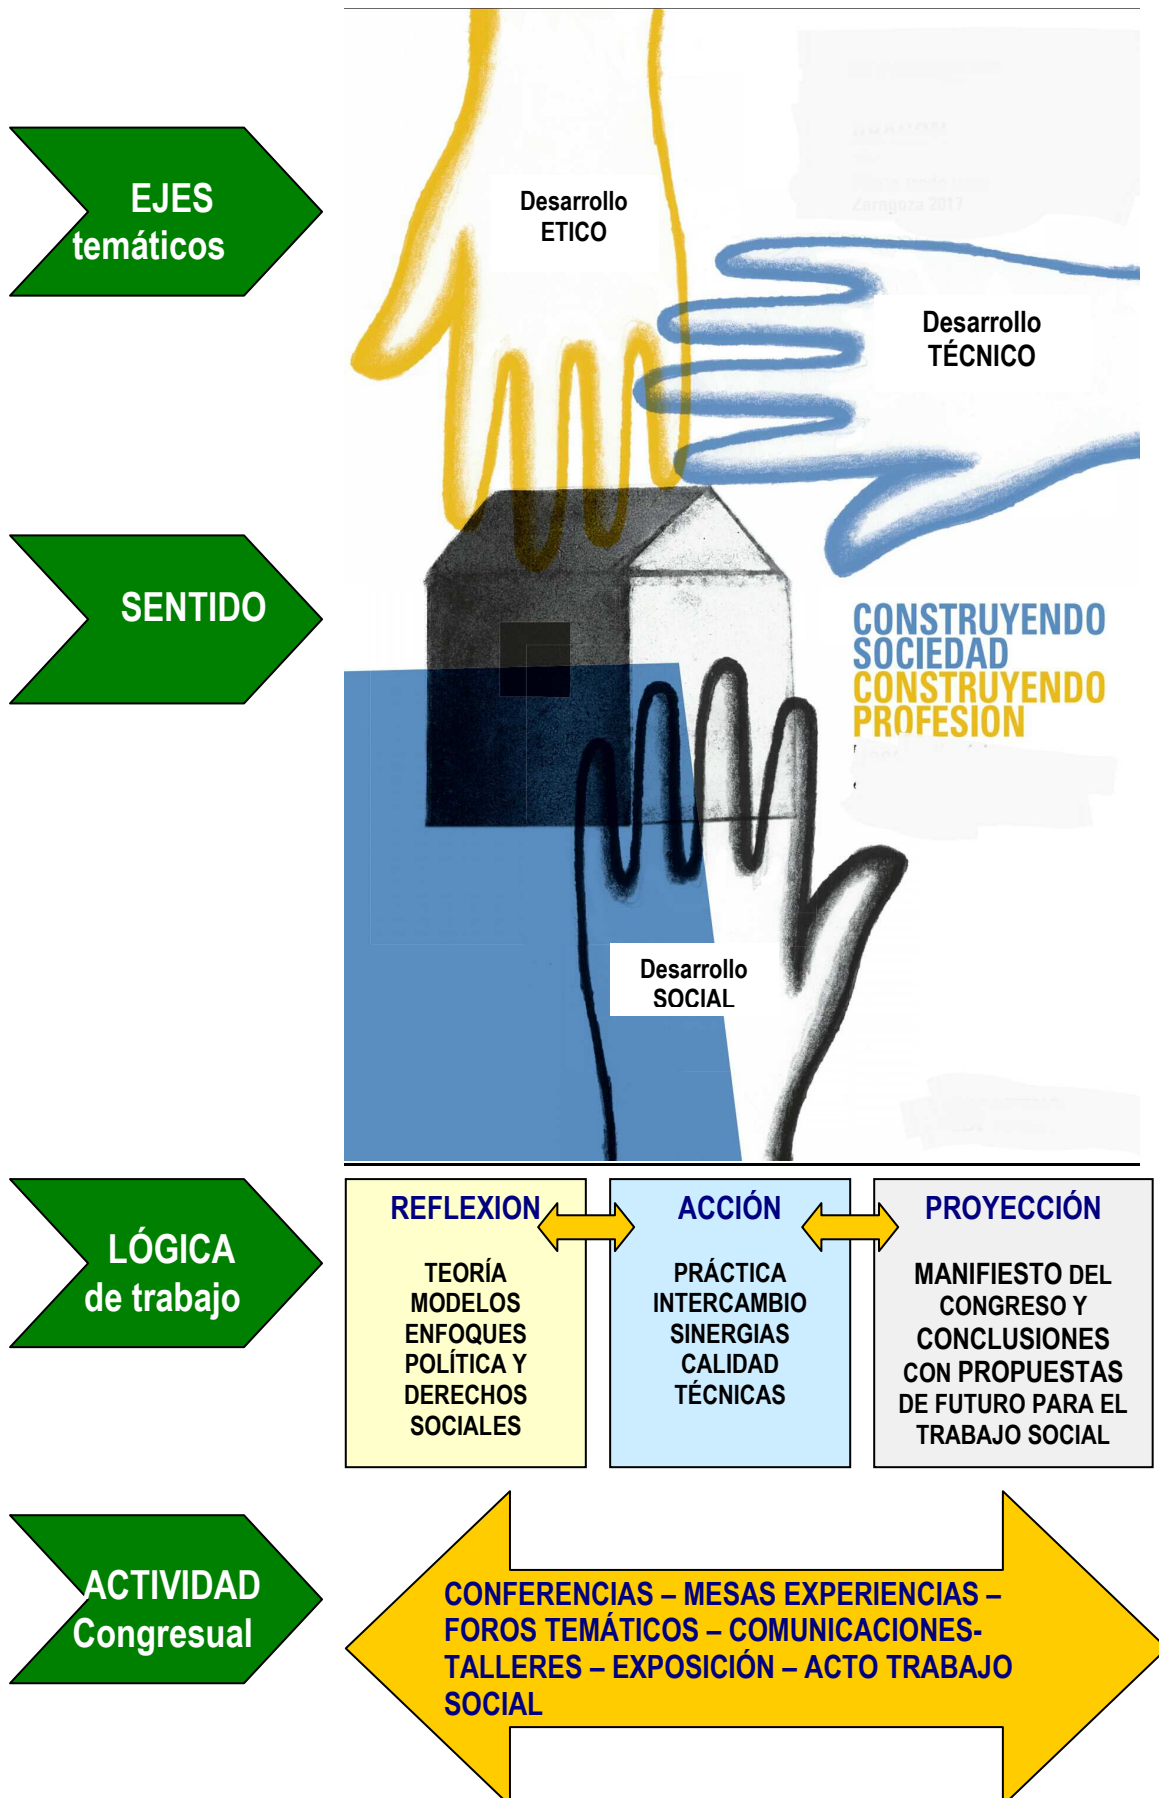 EJES
temáticos
Desarrollo
ETICO
Zaragoza 2017
Desarrollo
TÉCNICO
SENTIDO
CONSTRUYENDO
SOCIEDAD
CONSTRUYENDO
PROFESION
Desarrollo
SOCIAL
LÓGICA
de trabajo
REFLEXION
TEORÍA
MODELOS
ENFOQUES
POLÍTICA Y
DERECHOS
SOCIALES
ACCIÓN
PRÁCTICA
INTERCAMBIO
SINERGIAS
CALIDAD
TÉCNICAS
PROYECCIÓN
MANIFIESTO DEL
CONGRESO Y
CONCLUSIONES
CON PROPUESTAS
DE FUTURO PARA EL
TRABAJO SOCIAL
ACTIVIDAD
Congresual
CONFERENCIAS – MESAS EXPERIENCIAS –
FOROS TEMÁTICOS – COMUNICACIONES-
TALLERES – EXPOSICIÓN – ACTO TRABAJO
SOCIAL